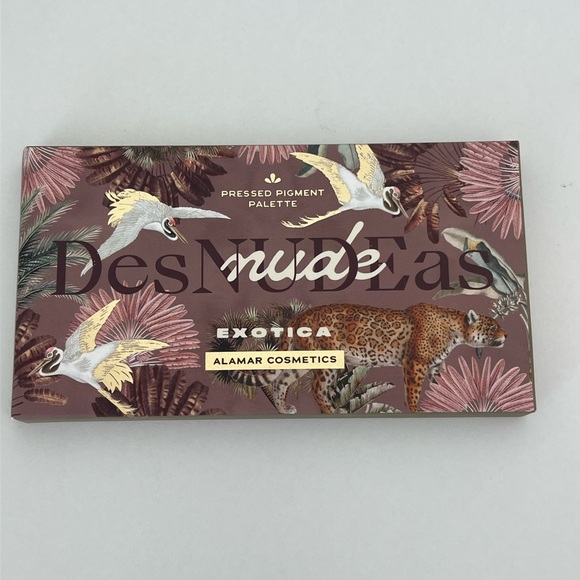 PRESSED PIGMENT
PALETTE
DesNUDEas
nude
EXOTICA
ALAMAR COSMETICS